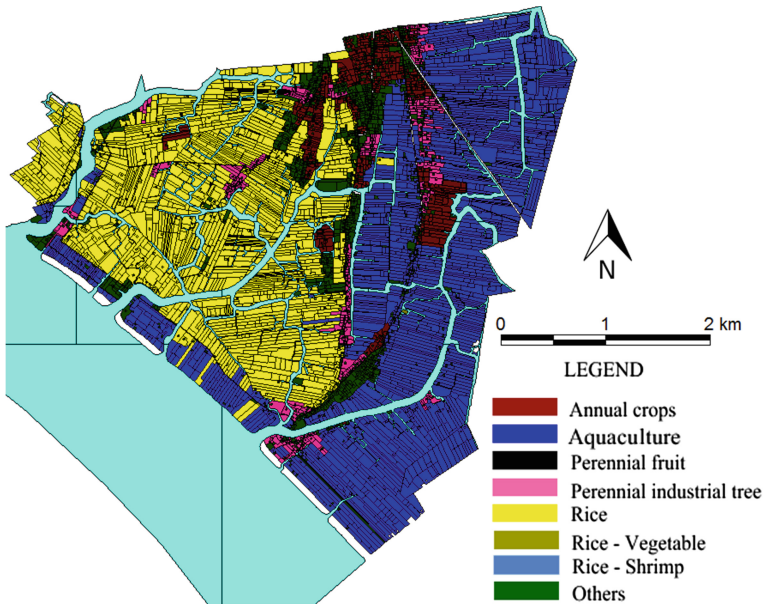 N
0 1 2 km
LEGEND
Annual crops
Aquaculture
Perennial fruit
Perennial industrial tree
Rice
Rice - Vegetable
Rice - Shrimp
Others